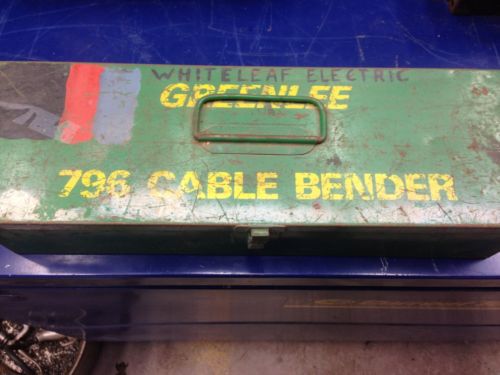 WHITELEAF ELECTRIC
GREENLEE
796 CABLE BENDER